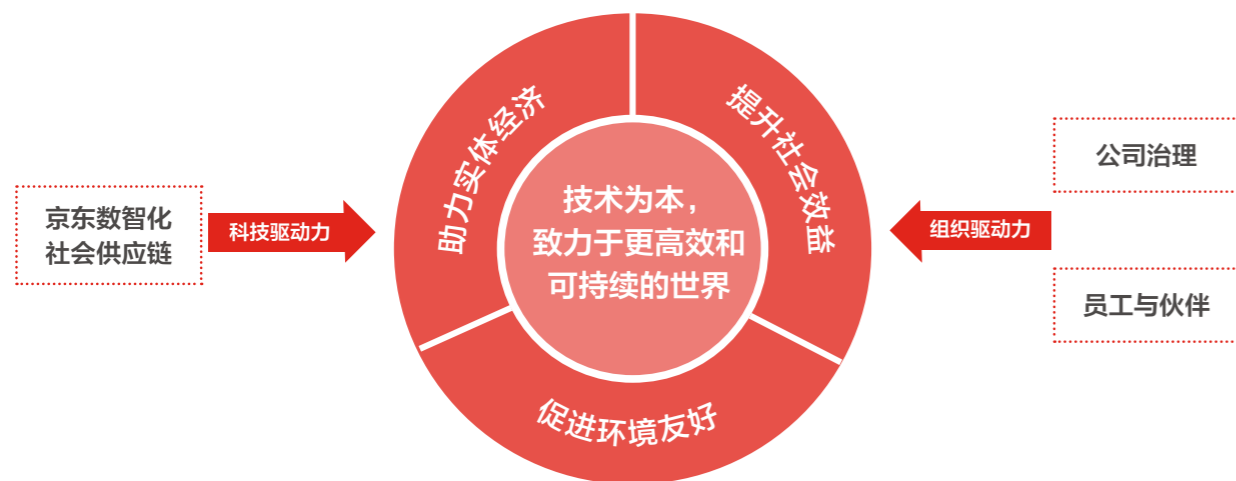 京东数智化
社会供应链
科技驱动力
助力实体经济
提升社会效益
促进环境友好
技术为本，
致力于更高效和
可持续的世界
组织驱动力
公司治理
员工与伙伴